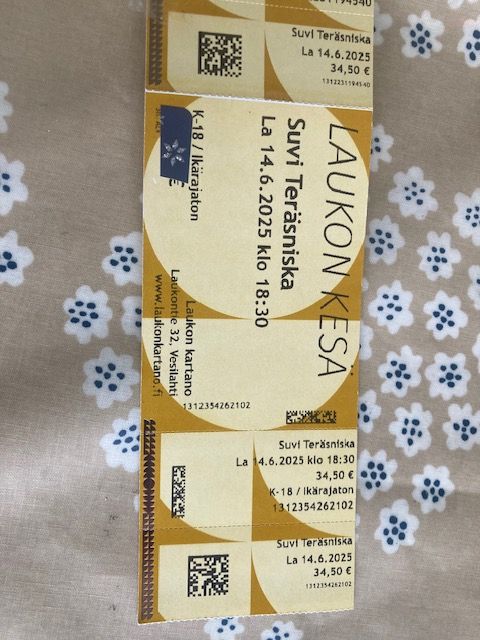 Suvi Teräsniska
La 14.6.2025
34,50 €
1312231194540
LAUKON KESÄ
Suvi Teräsniska
La 14.6.2025 klo 18:30
K-18 / Ikärajaton
Laukon kartano
Laukontie 32, Vesilahti
www.laukonkartano.fi
1312354262102
Suvi Teräsniska
La 14.6.2025 klo 18:30
34,50 €
K-18 / Ikärajaton
1312354262102
Suvi Teräsniska
La 14.6.2025
34,50 €
1312354262102